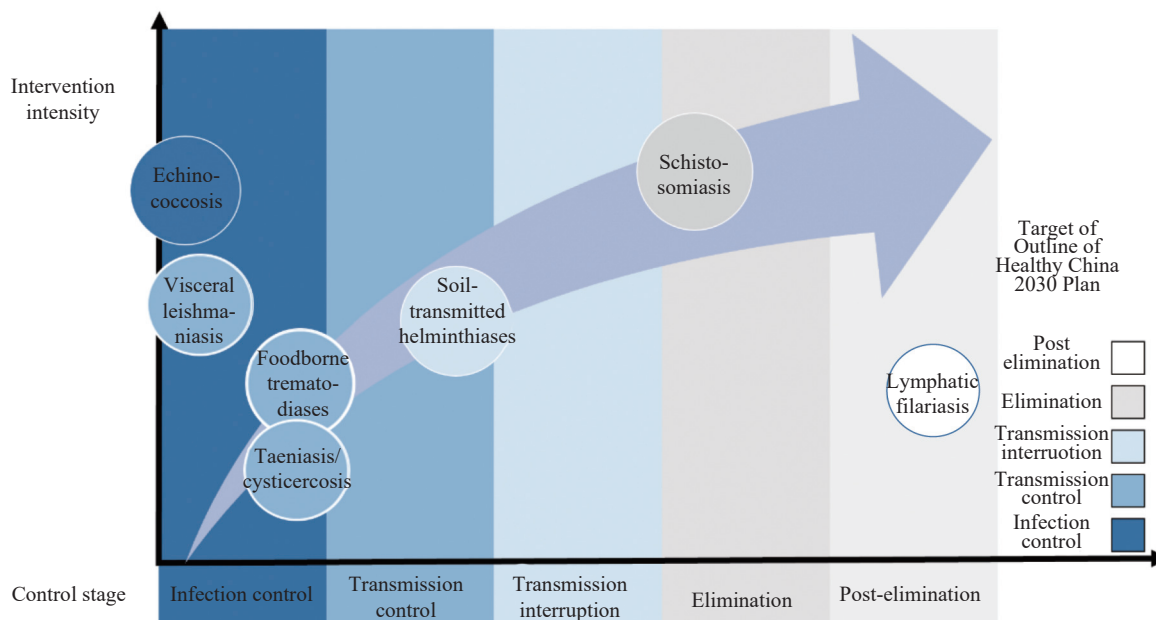 Intervention
intensity
Echino-
coccosis
Visceral
leishma-
niasis
Foodborne
tremato-
diases
Taeniasis/
cysticercosis
Soil-
transmitted
helminthiases
Schisto-
somiasis
Lymphatic
filariasis
Target of
Outline of
Healthy China
2030 Plan
Post
elimination
Elimination
Transmission
interruotion
Transmission
control
Infection
control
Control stage
Infection control
Transmission
control
Transmission
interruption
Elimination
Post-elimination